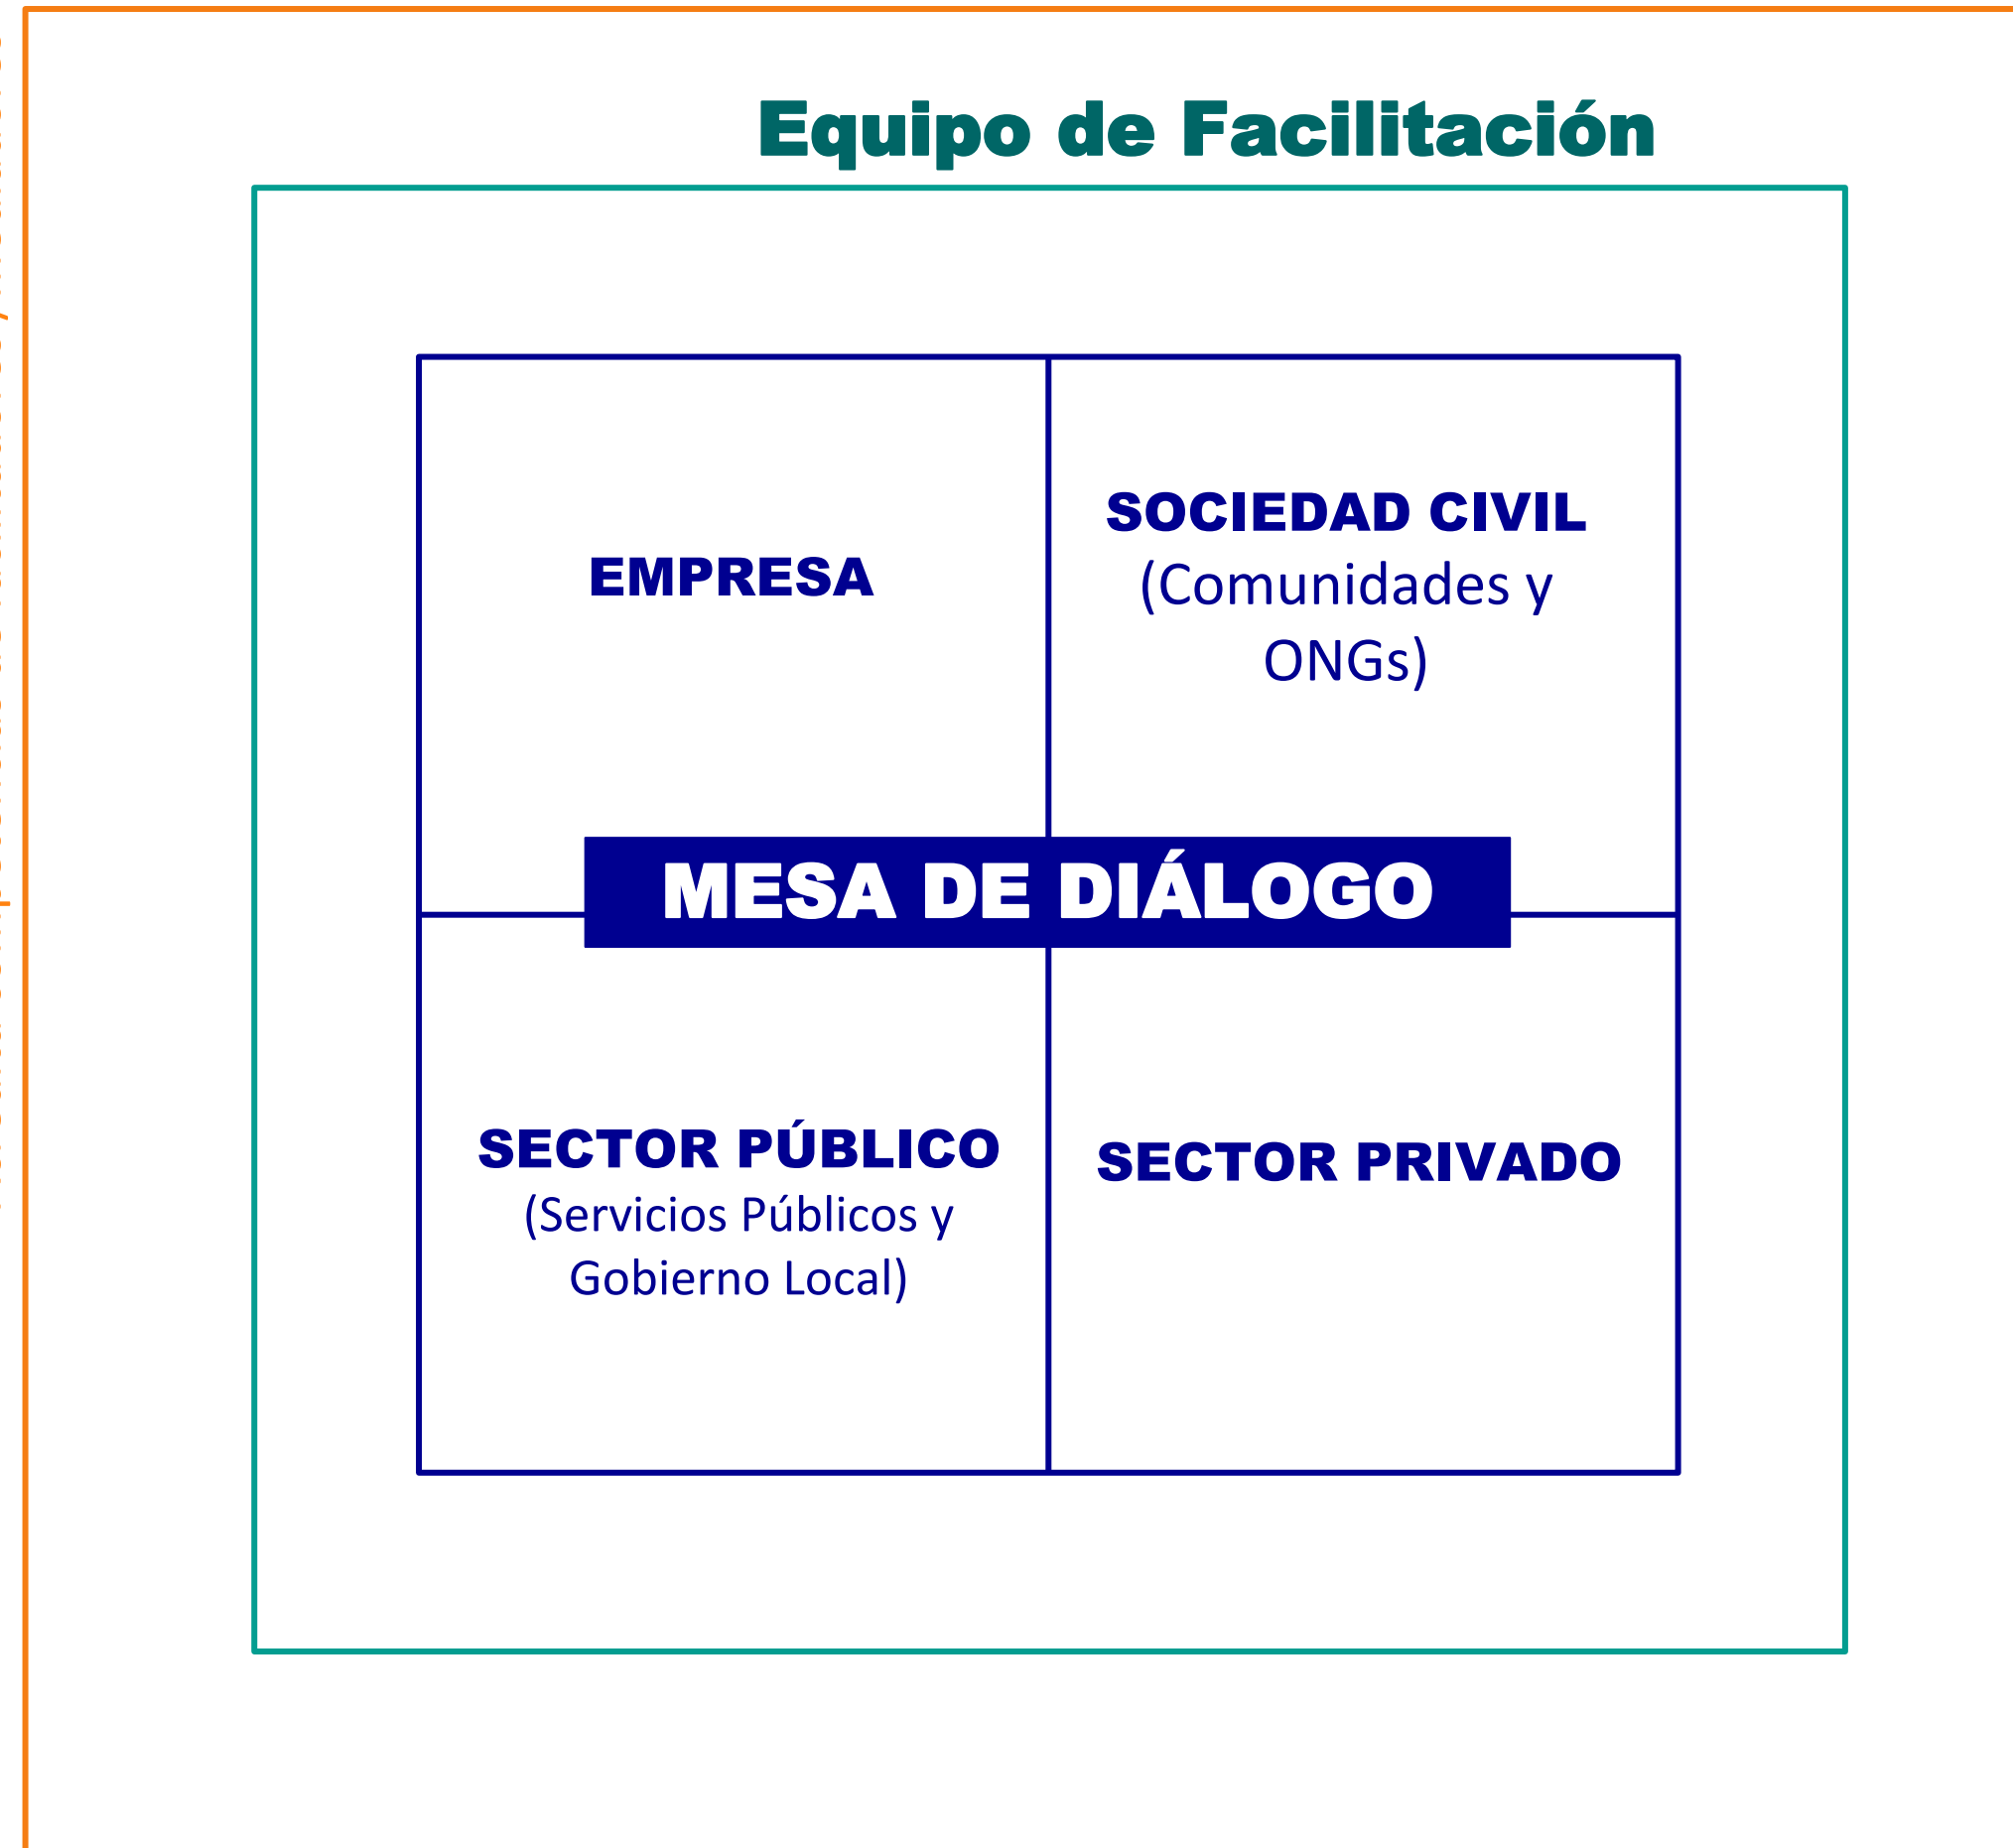 Equipo de Facilitación
EMPRESA
SOCIEDAD CIVIL
(Comunidades y
ONGs)
MESA DE DIÁLOGO
SECTOR PÚBLICO
(Servicios Públicos y
Gobierno Local)
SECTOR PRIVADO